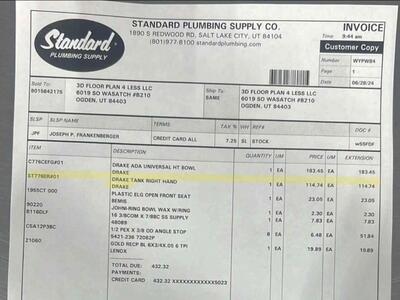 Standard
PLUMBING SUPPLY
STANDARD PLUMBING SUPPLY CO.
1890 S REDWOOD RD, SALT LAKE CITY, UT 84104
(801)977-8100 standardplumbing.com
INVOICE
Time 9:44 am
Customer Copy
Number WYPW84
Page 1
Date 06/28/24
Sold To:
8015842175
3D FLOOR PLAN 4 LESS LLC
6019 SO WASATCH #B210
OGDEN, UT 84403
Ship To:
SAME
3D FLOOR PLAN 4 LESS LLC
6019 SO WASATCH #B210
OGDEN, UT 84403
SLSP: SLSP NAME: TERMS: TAX % WH REF#: DOC #
JPF JOSEPH P. FRANKENBERGER CREDIT CARD ALL 7.25 SL STOCK
ITEM: DESCRIPTION QUANTITY UM PRICE UM EXTENSION
C776CEFG#01 DRAKE ADA UNIVERSAL HT BOWL 1 EA 183.45 EA 183.45
DRAKE
ST776ER#01 DRAKE TANK RIGHT HAND 1 EA 114.74 EA 114.74
DRAKE
1955CT 000 PLASTIC ELG OPEN FRONT SEAT 1 EA 23.05 EA 23.05
BEMIS
90220 JOHNI-RING BOWL WAX W/RING 1 EA 2.30 EA 2.30
B116DLF 16 3/8COM X 7/8BC SS SUPPLY 1 EA 7.83 EA 7.83
48089
1/2 PEX X 3/8 OD ANGLE STOP 8 EA 6.48 EA 51.84
S421-236 72082P
21060 GOLD RECP BL 6X3/4X.05 6 TPI 1 EA 19.89 EA 19.89
LENOX
TOTAL DUE: 432.32
PAYMENTS:
CREDIT CARD: 432.32 XXXXXXXXXXXX5023